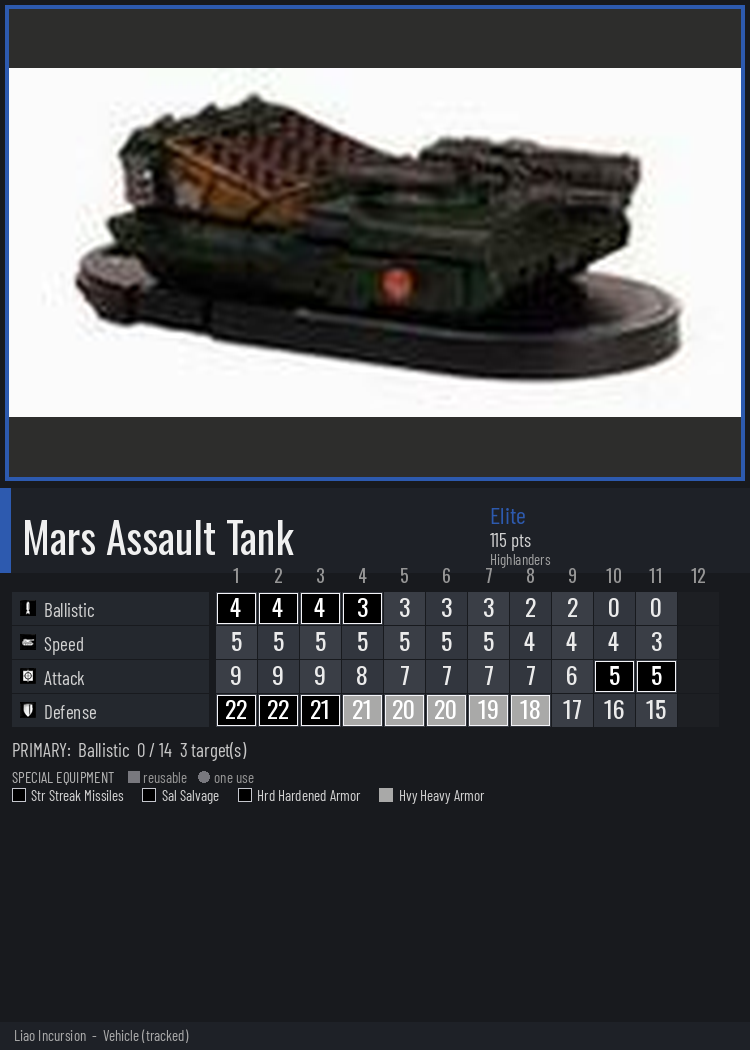 Mars Assault Tank
Elite
115 pts
Highlanders
1 2 3 4 5 6 7 8 9 10 11 12
Ballistic 4 4 4 3 3 3 3 2 2 0 0
Speed 5 5 5 5 5 5 5 4 4 4 3
Attack 9 9 9 8 7 7 7 7 6 5 5
Defense 22 22 21 21 20 20 19 18 17 16 15
PRIMARY: Ballistic 0 / 14 3 target(s)
SPECIAL EQUIPMENT reusable one use
Str Streak Missiles Sal Salvage Hrd Hardened Armor Hvy Heavy Armor
Liao Incursion - Vehicle (tracked)